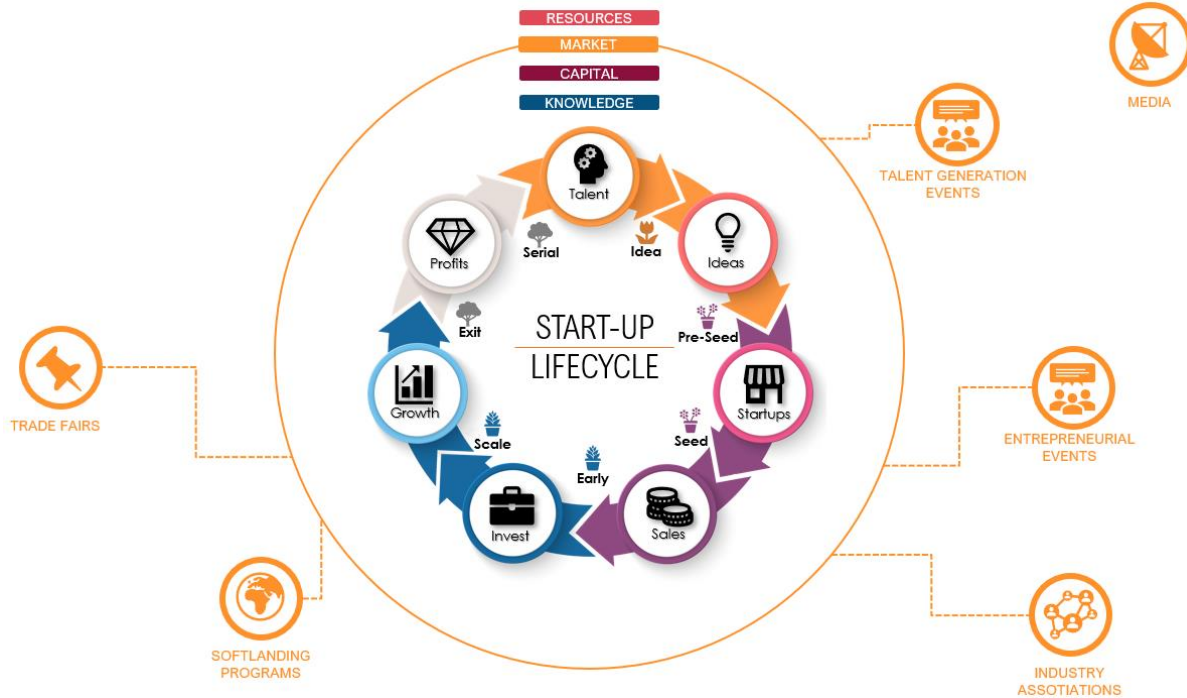 RESOURCES
MARKET
CAPITAL
KNOWLEDGE
MEDIA
TALENT GENERATION
EVENTS
Talent
Serial
Idea
Profits
Ideas
Exit
Pre-Seed
START-UP
LIFECYCLE
Growth
Startups
Scale
Seed
Early
Invest
Sales
TRADE FAIRS
ENTREPRENEURIAL
EVENTS
SOFTLANDING
PROGRAMS
INDUSTRY
ASSOTIATIONS